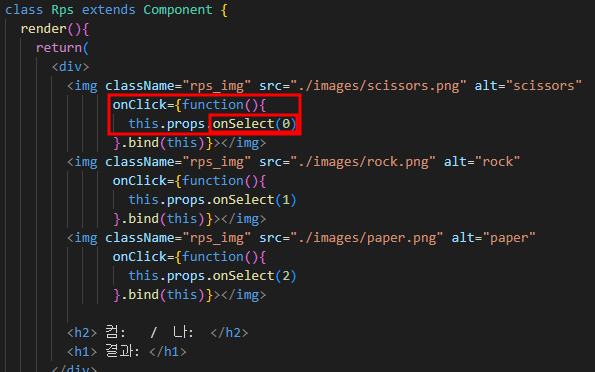 class Rps extends Component {
render(){
return(
<div>
<img className="rps_img" src="./images/scissors.png" alt="scissors"
onClick={function(){
this.props.onSelect(0)
}.bind(this)}></img>
<img className="rps_img" src="./images/rock.png" alt="rock"
onClick={function(){
this.props.onSelect(1)
}.bind(this)}></img>
<img className="rps_img" src="./images/paper.png" alt="paper"
onClick={function(){
this.props.onSelect(2)
}.bind(this)}></img>
<h2> 컴: / 나: </h2>
<h1> 결과: </h1>
</div>